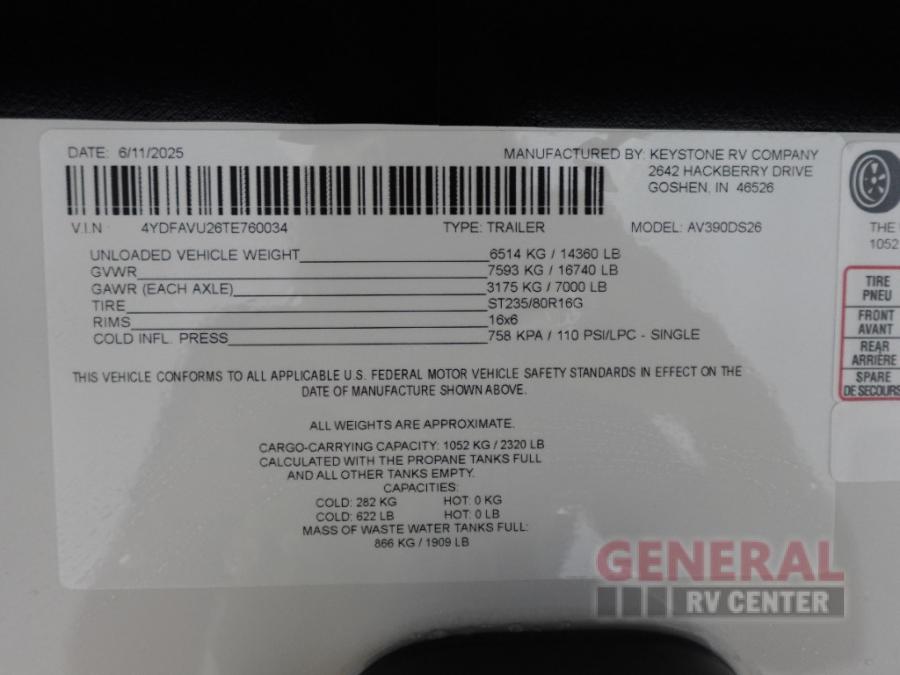 DATE: 6/11/2025
MANUFACTURED BY: KEYSTONE RV COMPANY
2642 HACKBERRY DRIVE
GOSHEN, IN 46526
V.I.N 4YDFAVU26TE760034 TYPE: TRAILER MODEL: AV390DS26
UNLOADED VEHICLE WEIGHT 6514 KG / 14360 LB
GVWR 7593 KG / 16740 LB
GAWR (EACH AXLE) 3175 KG / 7000 LB
TIRE ST235/80R16G
RIMS 16x6
COLD INFL. PRESS 758 KPA / 110 PSI/LPC - SINGLE
THIS VEHICLE CONFORMS TO ALL APPLICABLE U.S. FEDERAL MOTOR VEHICLE SAFETY STANDARDS IN EFFECT ON THE
DATE OF MANUFACTURE SHOWN ABOVE.
ALL WEIGHTS ARE APPROXIMATE.
CARGO-CARRYING CAPACITY: 1052 KG / 2320 LB
CALCULATED WITH THE PROPANE TANKS FULL
AND ALL OTHER TANKS EMPTY.
CAPACITIES:
COLD: 282 KG HOT: 0 KG
COLD: 622 LB HOT: 0 LB
MASS OF WASTE WATER TANKS FULL:
866 KG / 1909 LB
THE
1052
TIRE
PNEU
FRONT
AVANT
REAR
ARRIÈRE
SPARE
DE SECOURS
GENERAL
RV CENTER